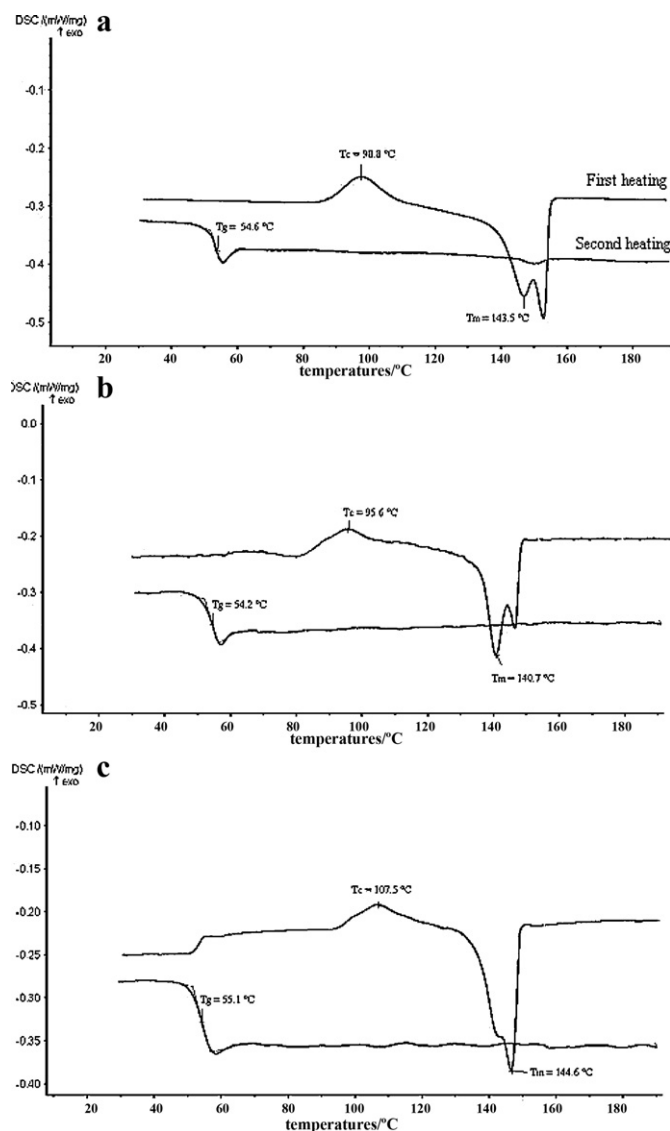 DSC /(mW/mg)
↑ exo
a
-0.1
-0.2
Tc = 98.8 °C
First heating
-0.3
Tg = 54.6 °C
Second heating
-0.4
Tm = 143.5 °C
-0.5
20 40 60 80 100 120 140 160 180
temperatures/°C
DSC /(mW/mg)
↑ exo
b
0.0
-0.1
Tc = 95.6 °C
-0.2
-0.3
Tg = 54.2 °C
-0.4
Tm = 140.7 °C
-0.5
20 40 60 80 100 120 140 160 180
temperatures/°C
DSC /(mW/mg)
↑ exo
c
-0.10
-0.15
Tc = 107.5 °C
-0.20
-0.25
Tg = 55.1 °C
-0.30
-0.35
Tm = 144.6 °C
-0.40
20 40 60 80 100 120 140 160 180
temperatures/°C